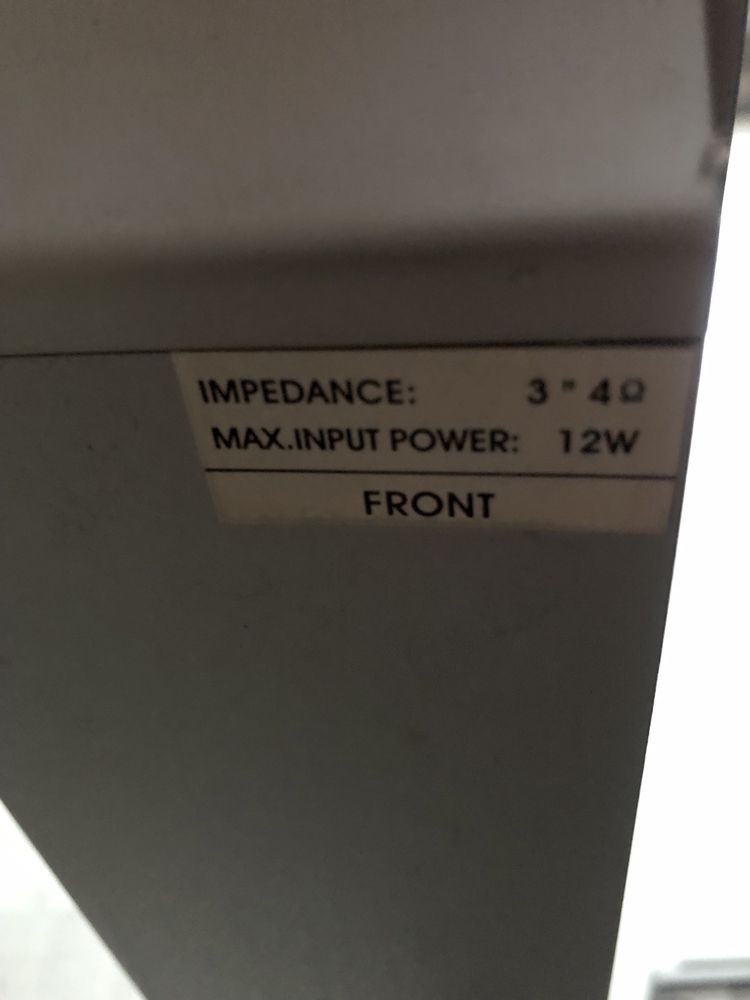 IMPEDANCE: 3 " 4Ω
MAX.INPUT POWER: 12W
FRONT